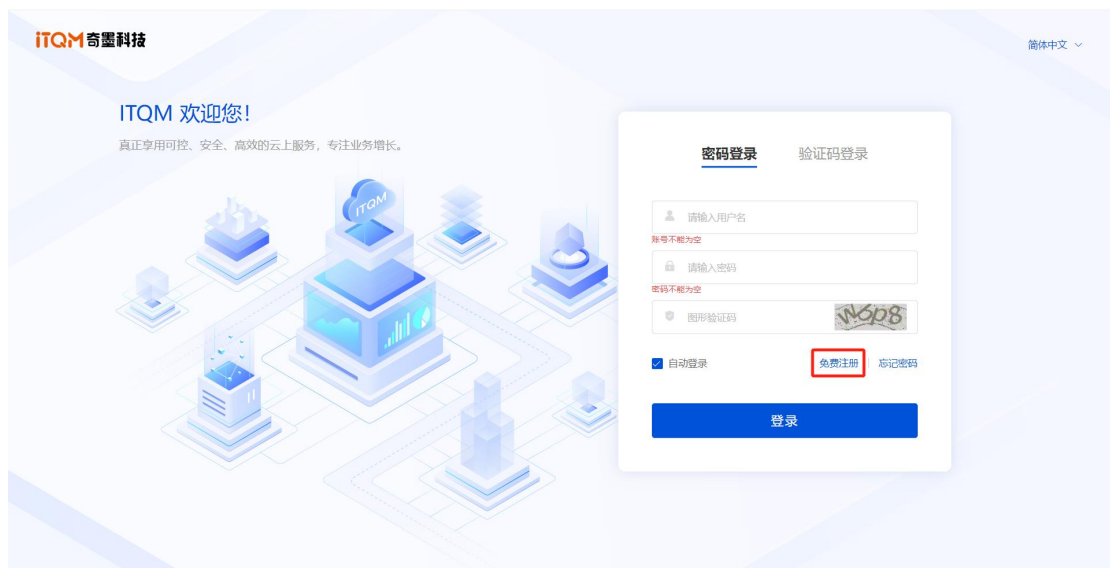 iTQM奇墨科技
简体中文
ITQM 欢迎您!
真正享用可控、安全、高效的云上服务，专注业务增长。
ITQM
密码登录 验证码登录
请输入用户名
账号不能为空
请输入密码
密码不能为空
图形验证码 W6p8
自动登录 免费注册 忘记密码
登录